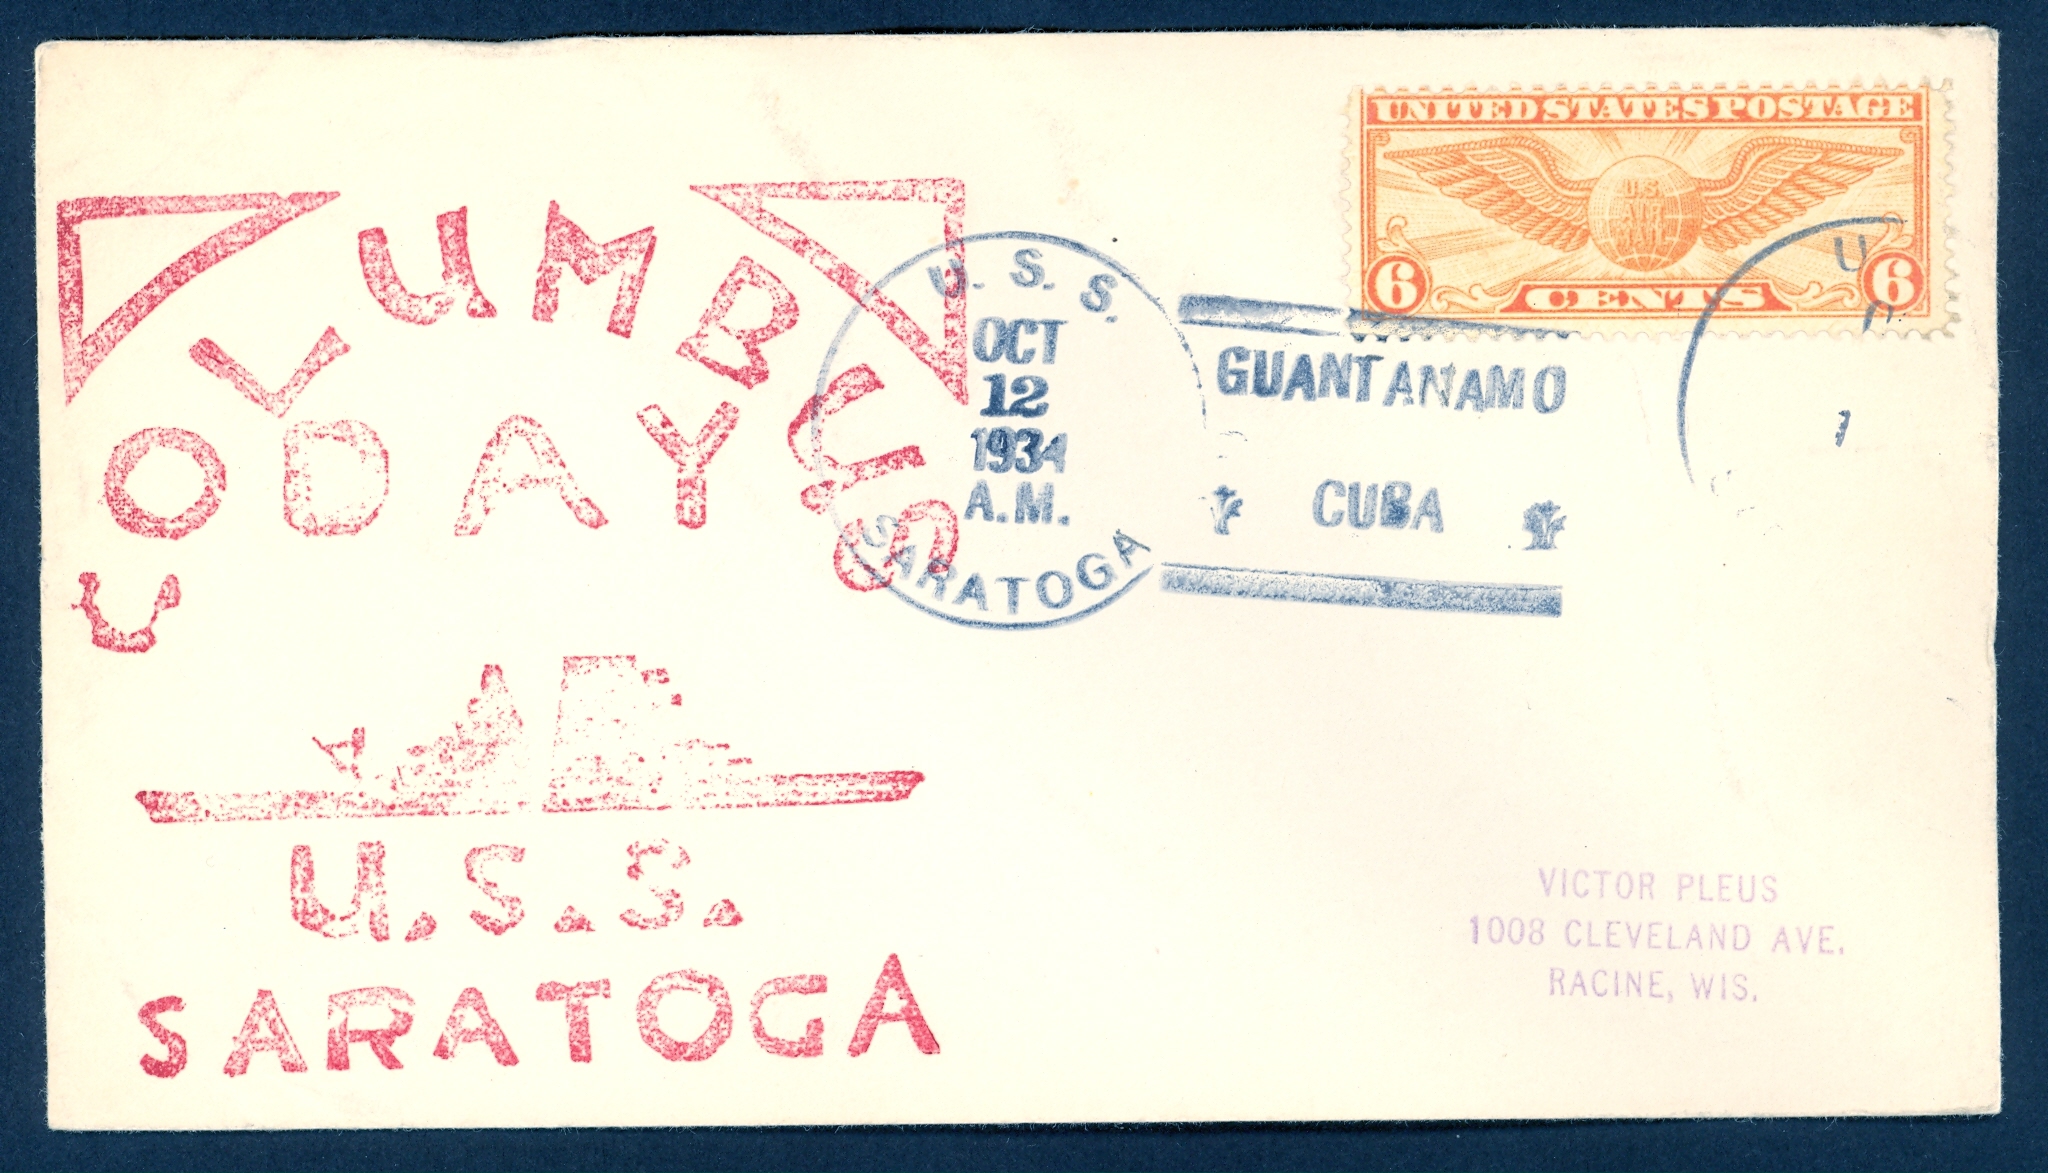 UNITED STATES POSTAGE
U.S.
AIR
MAIL
6 CENTS 6
COLUMBUS
DAY
U.S.S.
SARATOGA
U.S.S.
OCT
12
1934
A.M.
SARATOGA
GUANTANAMO
CUBA
U
VICTOR PLEUS
1008 CLEVELAND AVE.
RACINE, WIS.